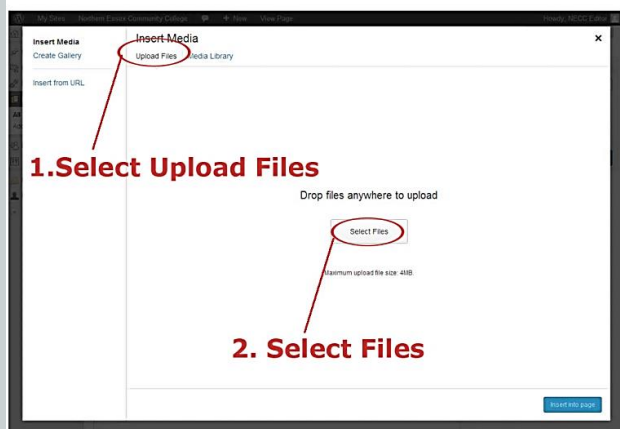 My Sites Northern Essex Community College + New View Page Howdy, NECC Editor
Insert Media
Create Gallery
Insert from URL
Insert Media
Upload Files Media Library
1.Select Upload Files
Drop files anywhere to upload
Select Files
Maximum upload file size: 4MB.
2. Select Files
Insert into page